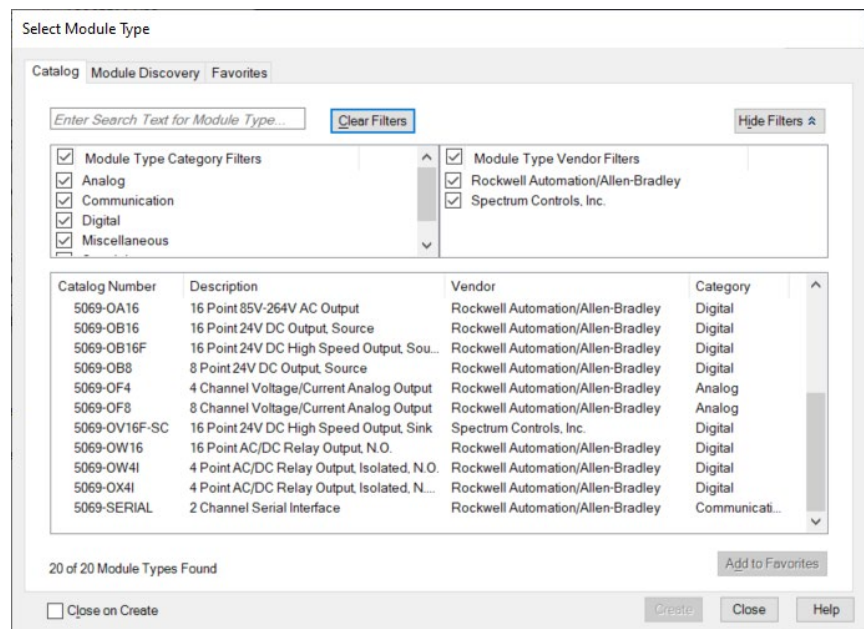 Select Module Type
Catalog Module Discovery Favorites
Enter Search Text for Module Type... Clear Filters Hide Filters
Module Type Category Filters Module Type Vendor Filters
Analog Rockwell Automation/Allen-Bradley
Communication Spectrum Controls, Inc.
Digital
Miscellaneous
Catalog Number Description Vendor Category
5069-OA16 16 Point 85V-264V AC Output Rockwell Automation/Allen-Bradley Digital
5069-OB16 16 Point 24V DC Output, Source Rockwell Automation/Allen-Bradley Digital
5069-OB16F 16 Point 24V DC High Speed Output, Sou... Rockwell Automation/Allen-Bradley Digital
5069-OB8 8 Point 24V DC Output, Source Rockwell Automation/Allen-Bradley Digital
5069-OF4 4 Channel Voltage/Current Analog Output Rockwell Automation/Allen-Bradley Analog
5069-OF8 8 Channel Voltage/Current Analog Output Rockwell Automation/Allen-Bradley Analog
5069-OV16F-SC 16 Point 24V DC High Speed Output, Sink Spectrum Controls, Inc. Digital
5069-OW16 16 Point AC/DC Relay Output, N.O. Rockwell Automation/Allen-Bradley Digital
5069-OW4I 4 Point AC/DC Relay Output, Isolated, N.O. Rockwell Automation/Allen-Bradley Digital
5069-OX4I 4 Point AC/DC Relay Output, Isolated, N.... Rockwell Automation/Allen-Bradley Digital
5069-SERIAL 2 Channel Serial Interface Rockwell Automation/Allen-Bradley Communicati...
20 of 20 Module Types Found Add to Favorites
Close on Create Create Close Help